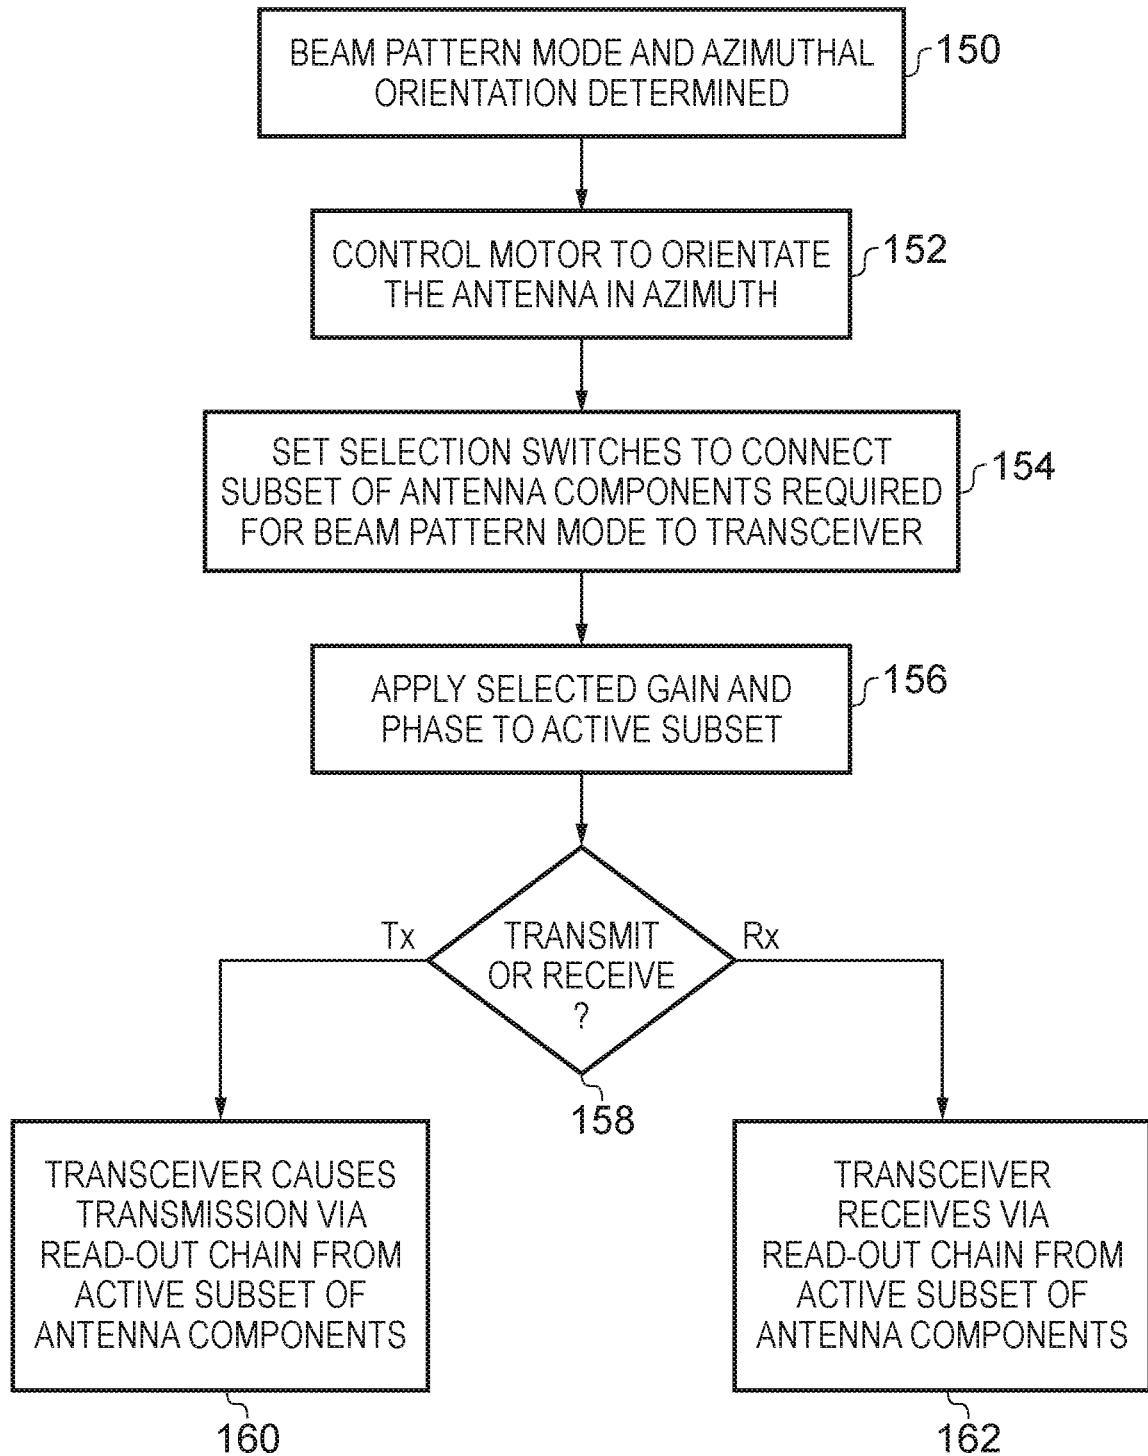 BEAM PATTERN MODE AND AZIMUTHAL
ORIENTATION DETERMINED
150
CONTROL MOTOR TO ORIENTATE
THE ANTENNA IN AZIMUTH
152
SET SELECTION SWITCHES TO CONNECT
SUBSET OF ANTENNA COMPONENTS REQUIRED
FOR BEAM PATTERN MODE TO TRANSCEIVER
154
APPLY SELECTED GAIN AND
PHASE TO ACTIVE SUBSET
156
Tx
TRANSMIT
OR RECEIVE
?
Rx
158
TRANSCEIVER CAUSES
TRANSMISSION VIA
READ-OUT CHAIN FROM
ACTIVE SUBSET OF
ANTENNA COMPONENTS
160
TRANSCEIVER
RECEIVES VIA
READ-OUT CHAIN FROM
ACTIVE SUBSET OF
ANTENNA COMPONENTS
162